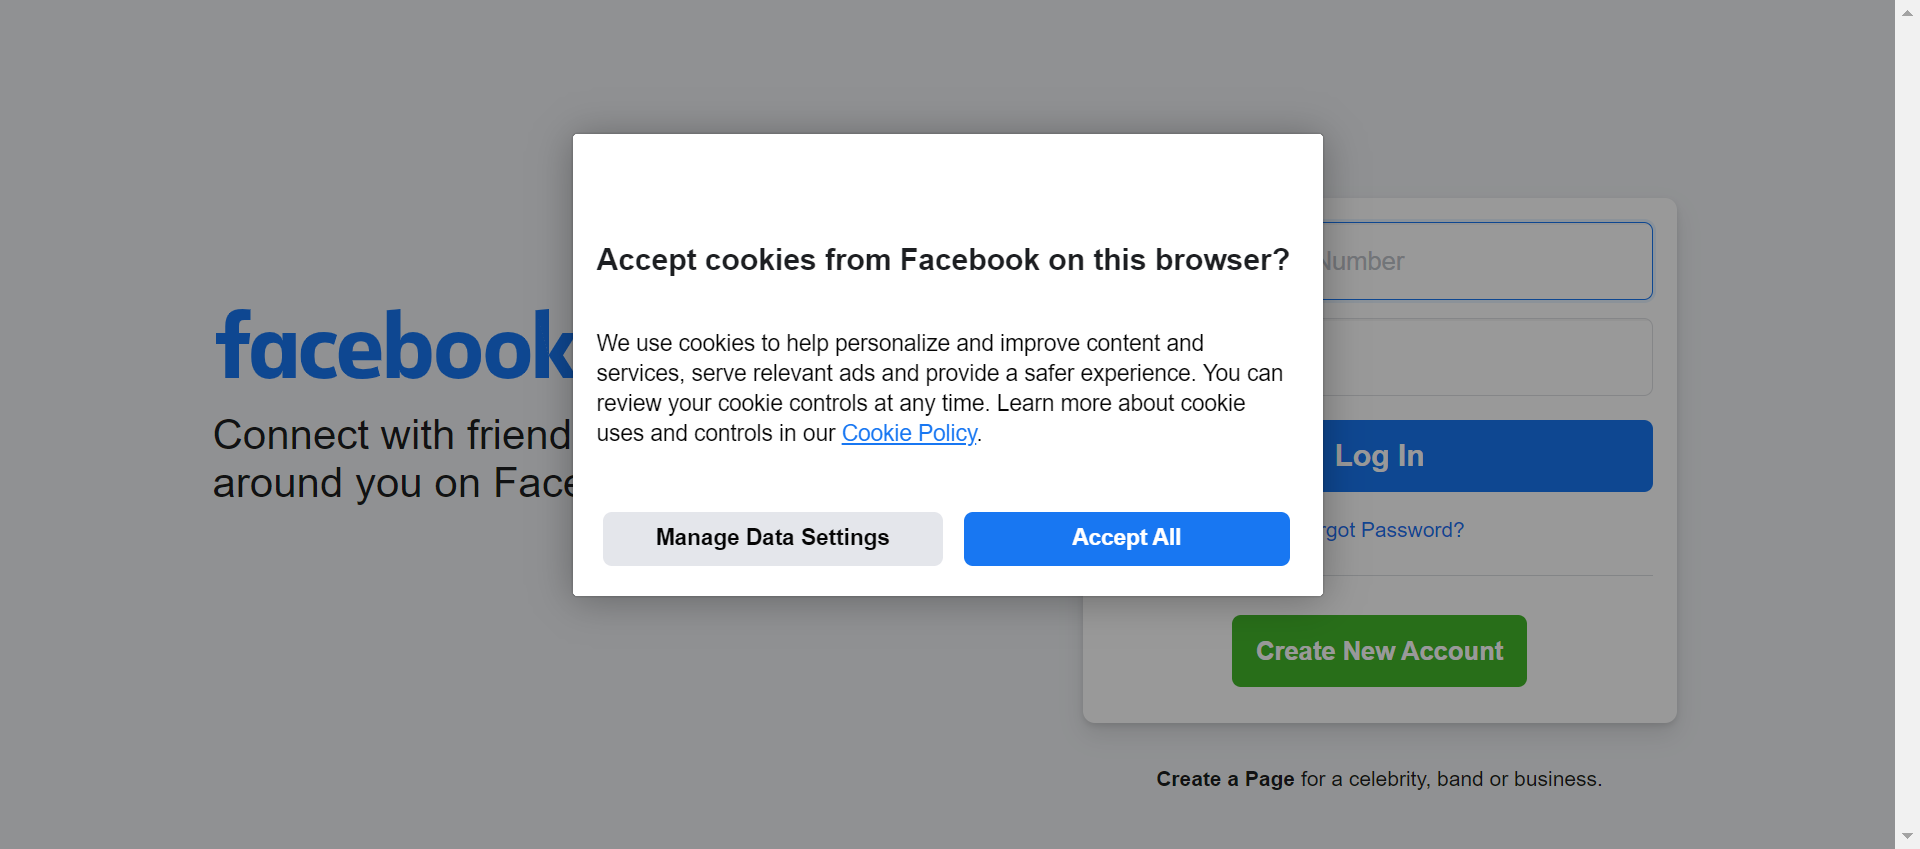 Accept cookies from Facebook on this browser?
We use cookies to help personalize and improve content and
services, serve relevant ads and provide a safer experience. You can
review your cookie controls at any time. Learn more about cookie
uses and controls in our Cookie Policy.
Manage Data Settings
Accept All
facebook
Connect with friend
around you on Face
Number
Log In
rgot Password?
Create New Account
Create a Page for a celebrity, band or business.